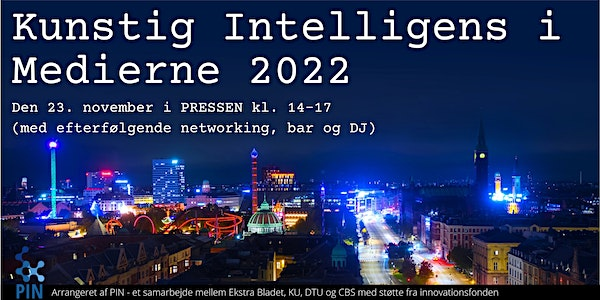 Kunstig Intelligens i
Medierne 2022
Den 23. november i PRESSEN kl. 14-17
(med efterfølgende networking, bar og DJ)
PIN
Arrangeret af PIN - et samarbejde mellem Ekstra Bladet, KU, DTU og CBS med støtte fra innovationsfonden